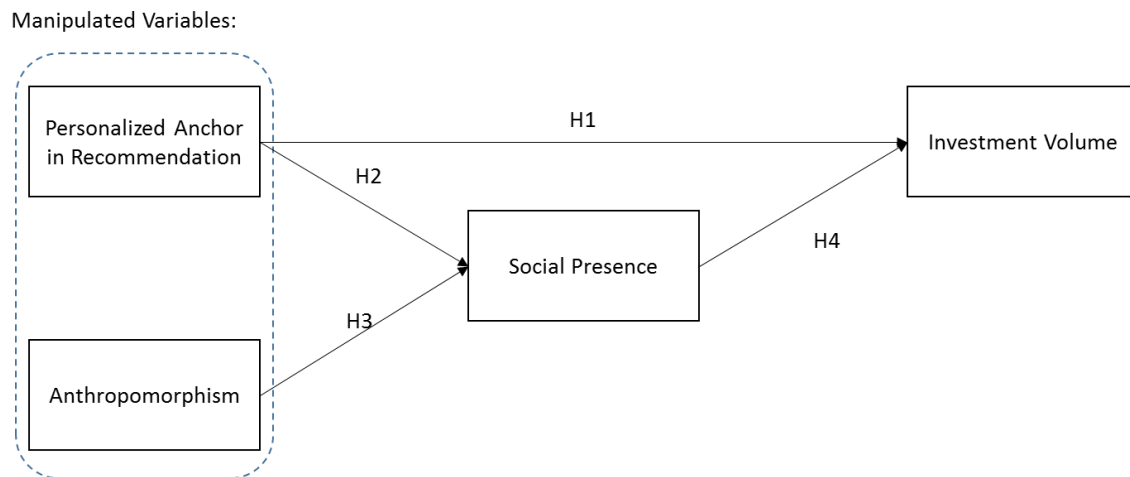 Manipulated Variables:
Personalized Anchor
in Recommendation
H1
Investment Volume
H2
Social Presence
H4
H3
Anthropomorphism